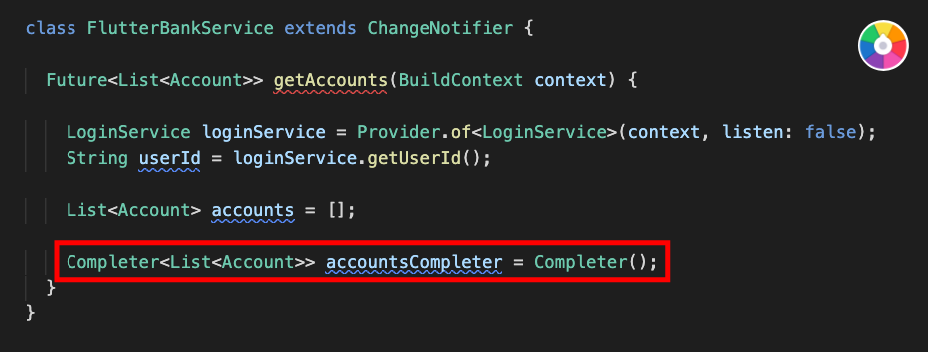 class FlutterBankService extends ChangeNotifier {
Future<List<Account>> getAccounts(BuildContext context) {
LoginService loginService = Provider.of<LoginService>(context, listen: false);
String userId = loginService.getUserId();
List<Account> accounts = [];
Completer<List<Account>> accountsCompleter = Completer();
}
}